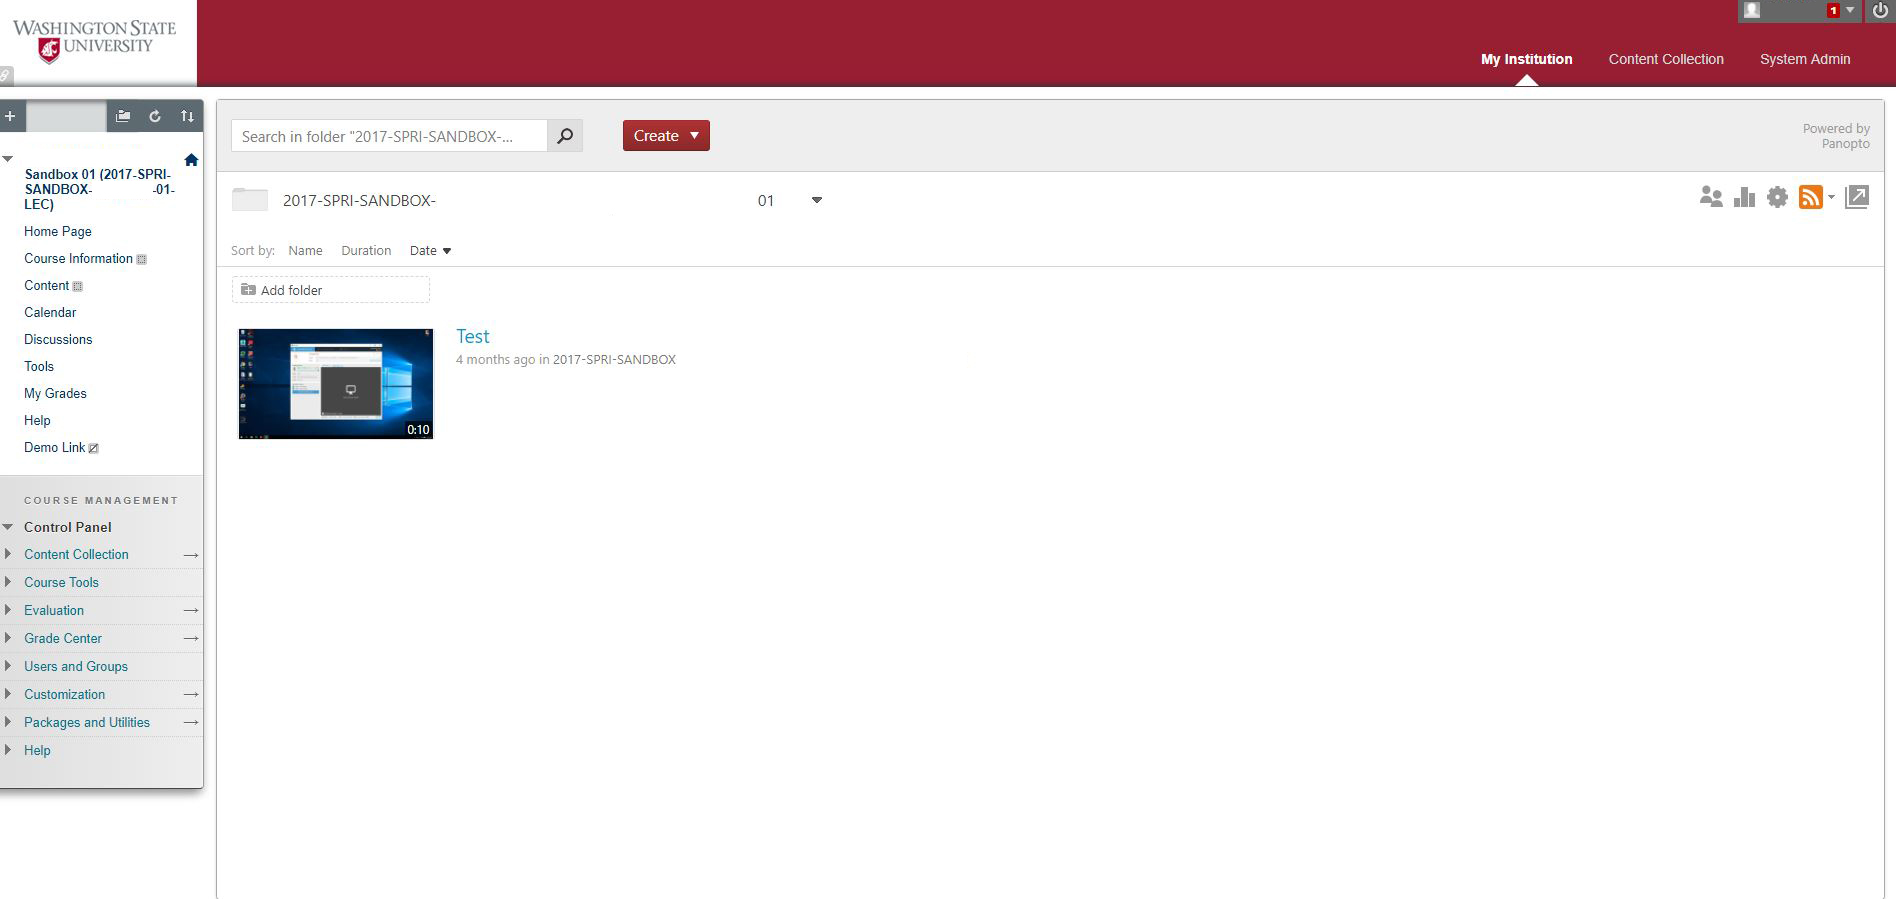 WASHINGTON STATE
UNIVERSITY
1
My Institution
Content Collection
System Admin
Sandbox 01 (2017-SPRI-
SANDBOX- -01-
LEC)
Home Page
Course Information
Content
Calendar
Discussions
Tools
My Grades
Help
Demo Link
COURSE MANAGEMENT
Control Panel
Content Collection
Course Tools
Evaluation
Grade Center
Users and Groups
Customization
Packages and Utilities
Help
Search in folder "2017-SPRI-SANDBOX-...
Create
Powered by
Panopto
2017-SPRI-SANDBOX- 01
Sort by: Name Duration Date
Add folder
0:10
Test
4 months ago in 2017-SPRI-SANDBOX